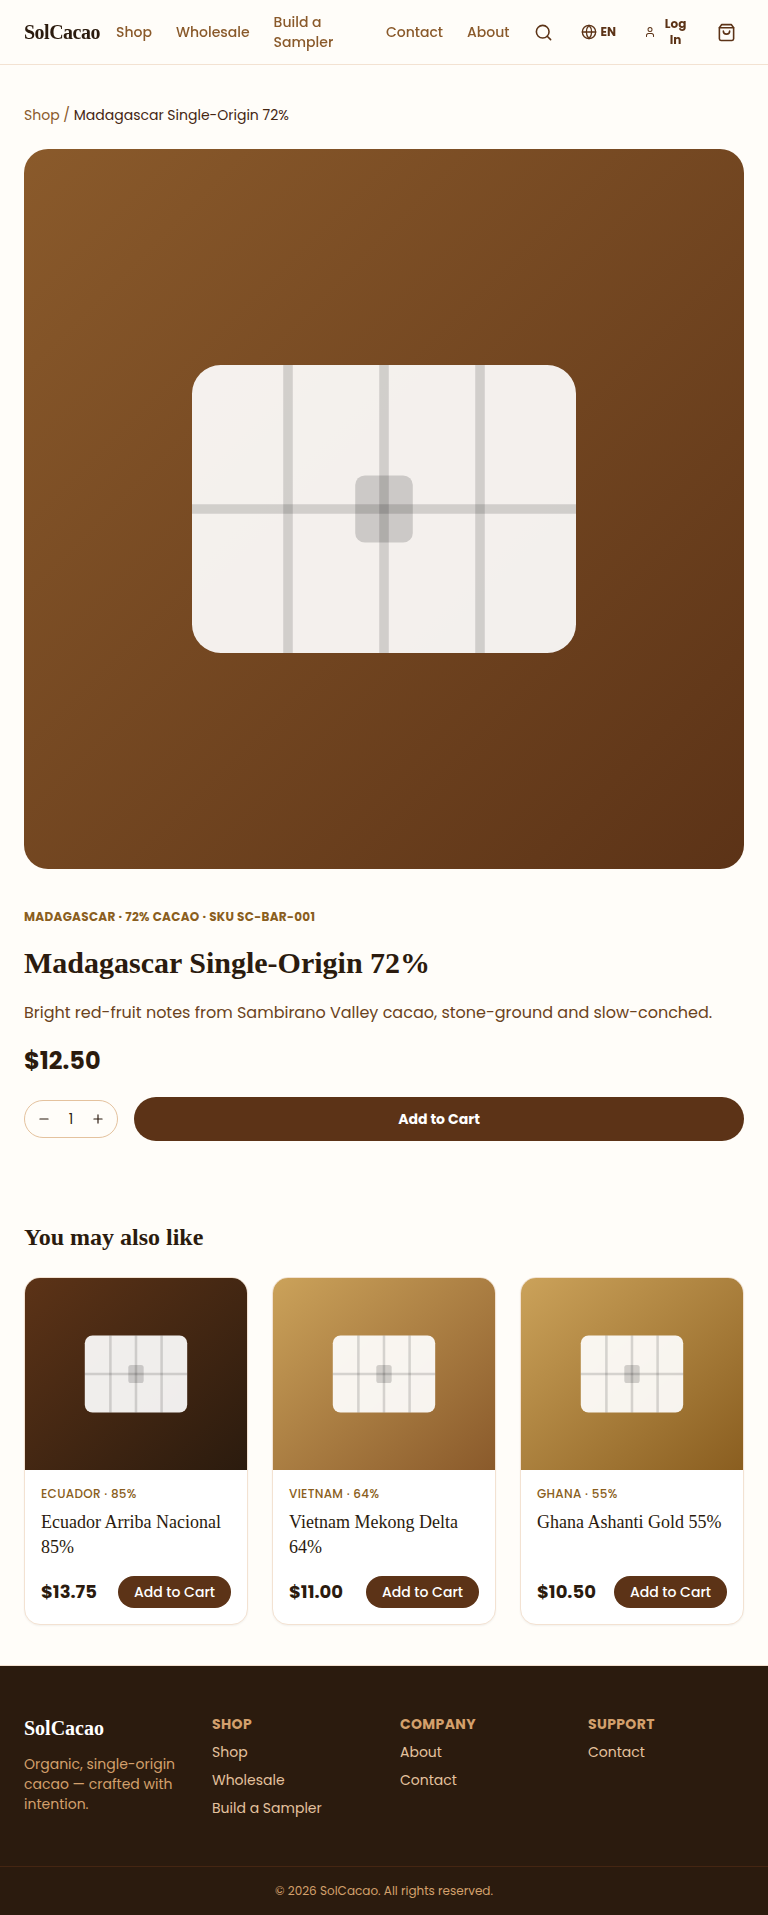 SolCacao
Shop
Wholesale
Build a
Sampler
Contact
About
EN
Log
In
Shop / Madagascar Single-Origin 72%
MADAGASCAR · 72% CACAO · SKU SC-BAR-001
Madagascar Single-Origin 72%
Bright red-fruit notes from Sambirano Valley cacao, stone-ground and slow-conched.
$12.50
1
Add to Cart
You may also like
ECUADOR · 85%
Ecuador Arriba Nacional
85%
$13.75
Add to Cart
VIETNAM · 64%
Vietnam Mekong Delta
64%
$11.00
Add to Cart
GHANA · 55%
Ghana Ashanti Gold 55%
$10.50
Add to Cart
SolCacao
Organic, single-origin
cacao — crafted with
intention.
SHOP
Shop
Wholesale
Build a Sampler
COMPANY
About
Contact
SUPPORT
Contact
© 2026 SolCacao. All rights reserved.